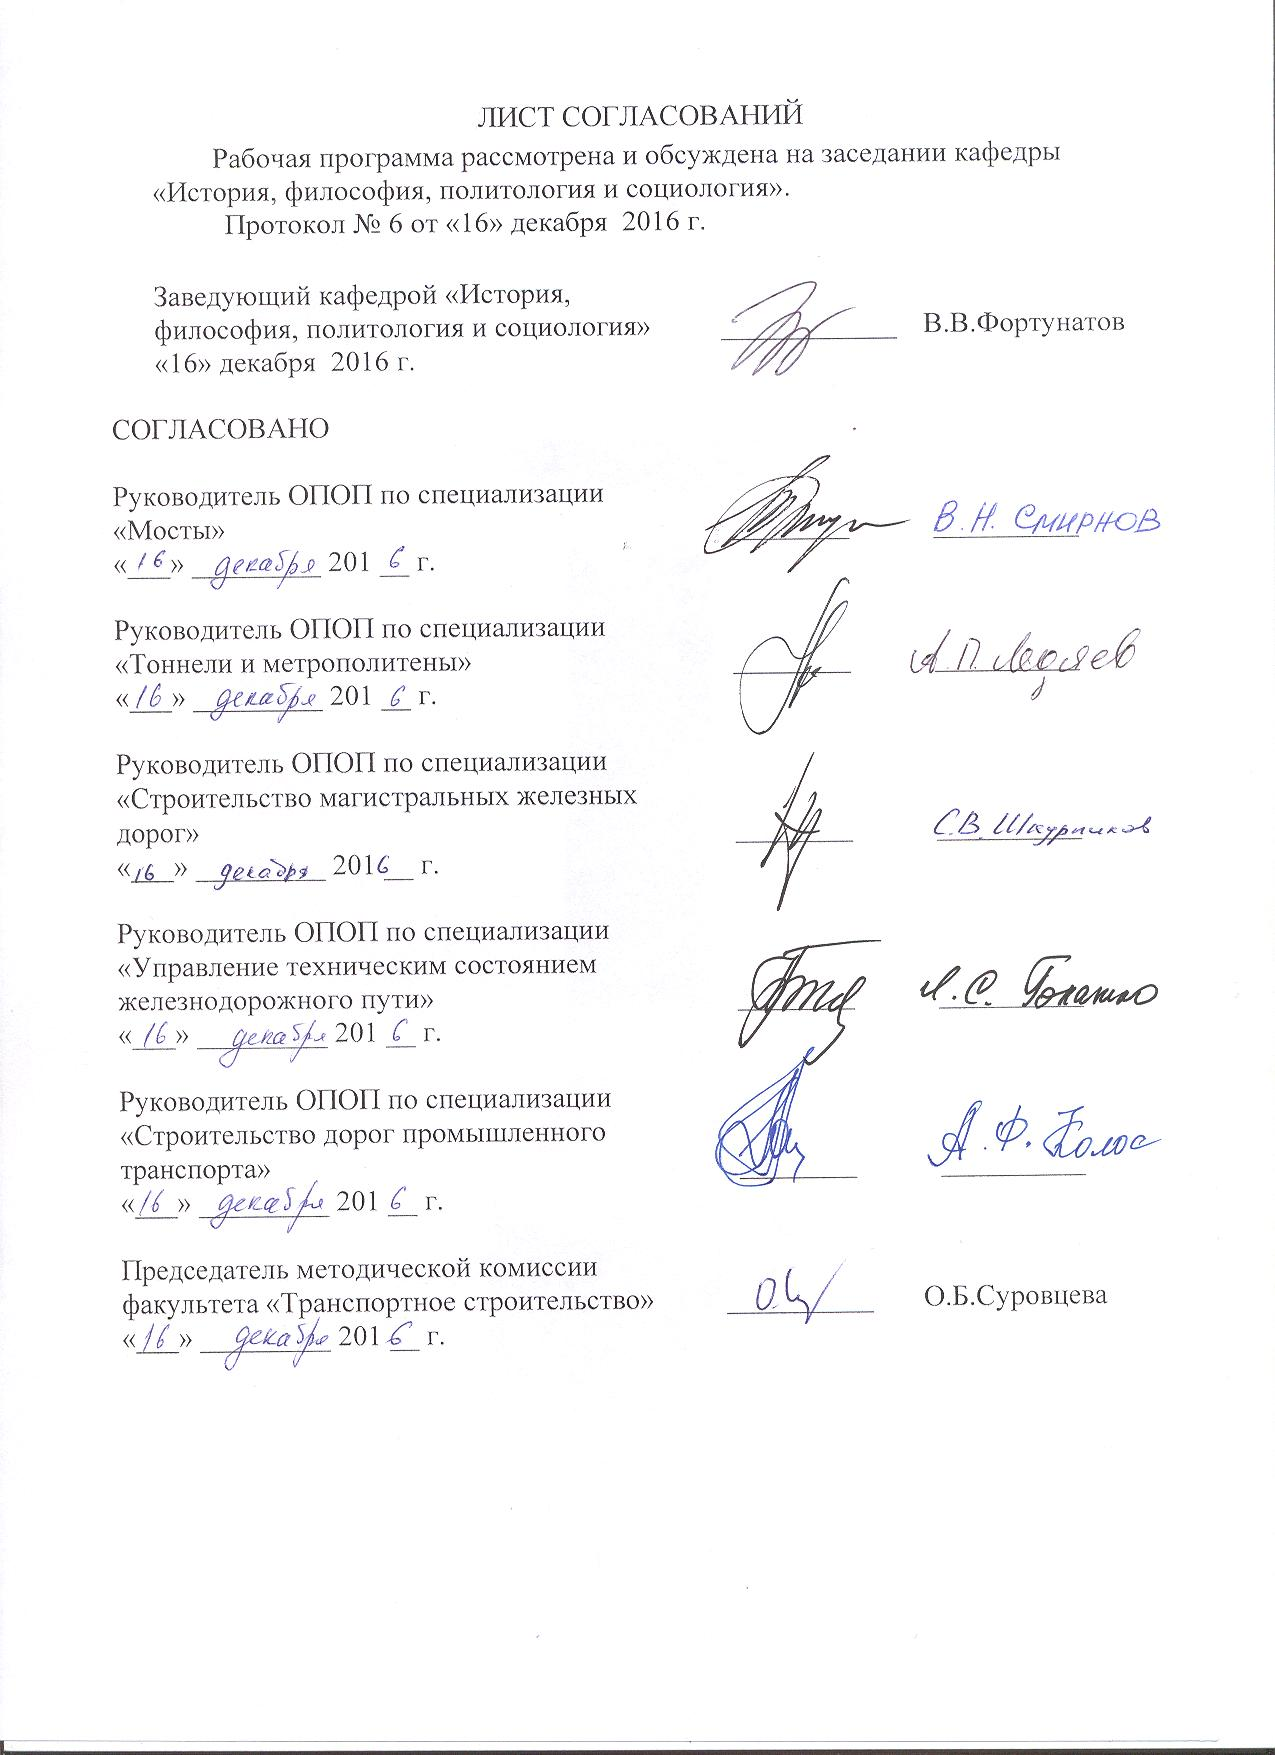 ЛИСТ СОГЛАСОВАНИЙ
Рабочая программа рассмотрена и обсуждена на заседании кафедры
«История, философия, политология и социология».
Протокол № 6 от «16» декабря 2016 г.
Заведующий кафедрой «История,
философия, политология и социология» В.В.Фортунатов
«16» декабря 2016 г.
СОГЛАСОВАНО
Руководитель ОПОП по специализации
«Мосты» В.Н. Смирнов
«16» декабря 2016 г.
Руководитель ОПОП по специализации
«Тоннели и метрополитены» А.П. Ледяев
«16» декабря 2016 г.
Руководитель ОПОП по специализации
«Строительство магистральных железных
дорог» С.В. Шкурников
«16» декабря 2016 г.
Руководитель ОПОП по специализации
«Управление техническим состоянием
железнодорожного пути»
«16» декабря 2016 г.
Руководитель ОПОП по специализации
«Строительство дорог промышленного
транспорта» А.Ф. Колос
«16» декабря 2016 г.
Председатель методической комиссии
факультета «Транспортное строительство» О.Б.Суровцева
«16» декабря 2016 г.